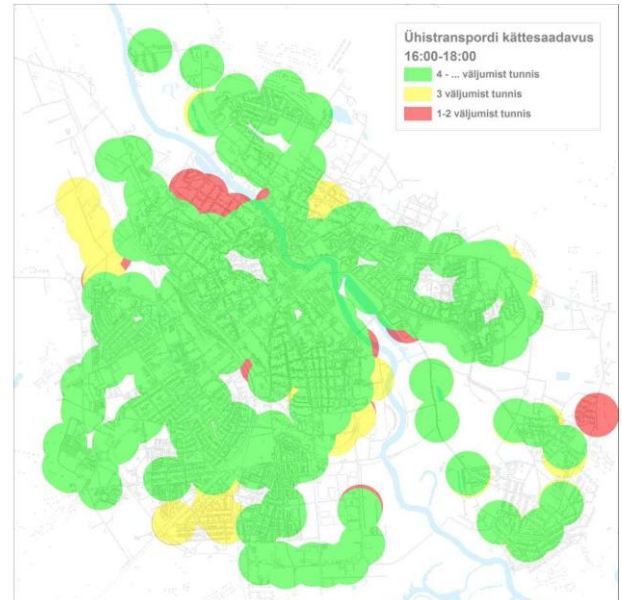 Ühistranspordi kättesaadavus
16:00-18:00
4 - ... väljumist tunnis
3 väljumist tunnis
1-2 väljumist tunnis